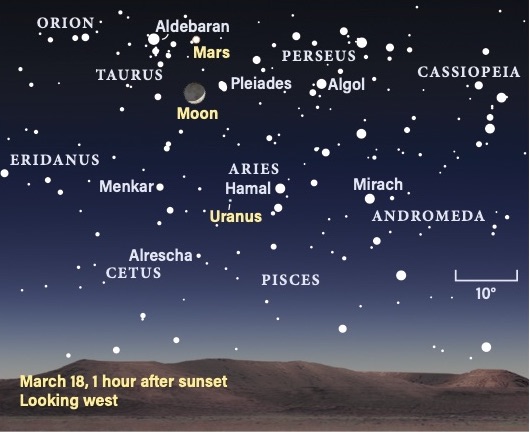 ORION
Aldebaran
Mars
TAURUS
PERSEUS
CASSIOPEIA
Pleiades
Algol
Moon
ERIDANUS
ARIES
Menkar
Hamal
Mirach
Uranus
ANDROMEDA
Alrescha
CETUS
PISCES
10°
March 18, 1 hour after sunset
Looking west